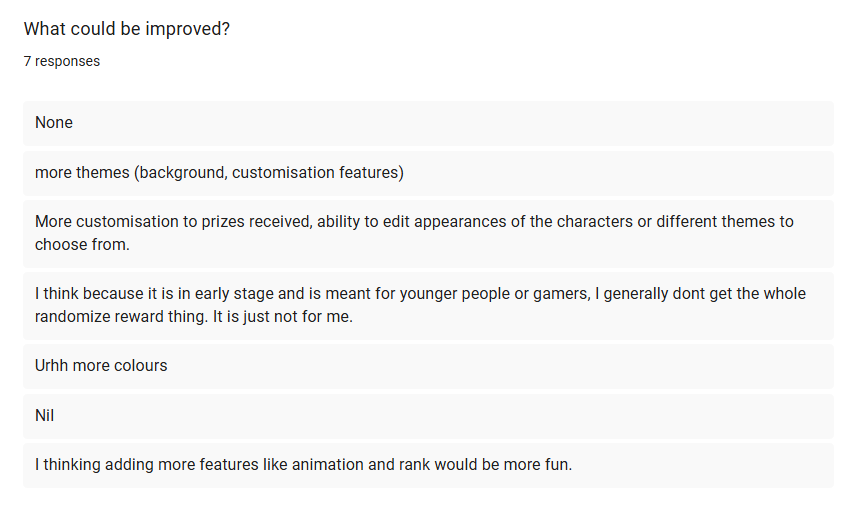 What could be improved?
7 responses
None
more themes (background, customisation features)
More customisation to prizes received, ability to edit appearances of the characters or different themes to
choose from.
I think because it is in early stage and is meant for younger people or gamers, I generally dont get the whole
randomize reward thing. It is just not for me.
Urhh more colours
Nil
I thinking adding more features like animation and rank would be more fun.